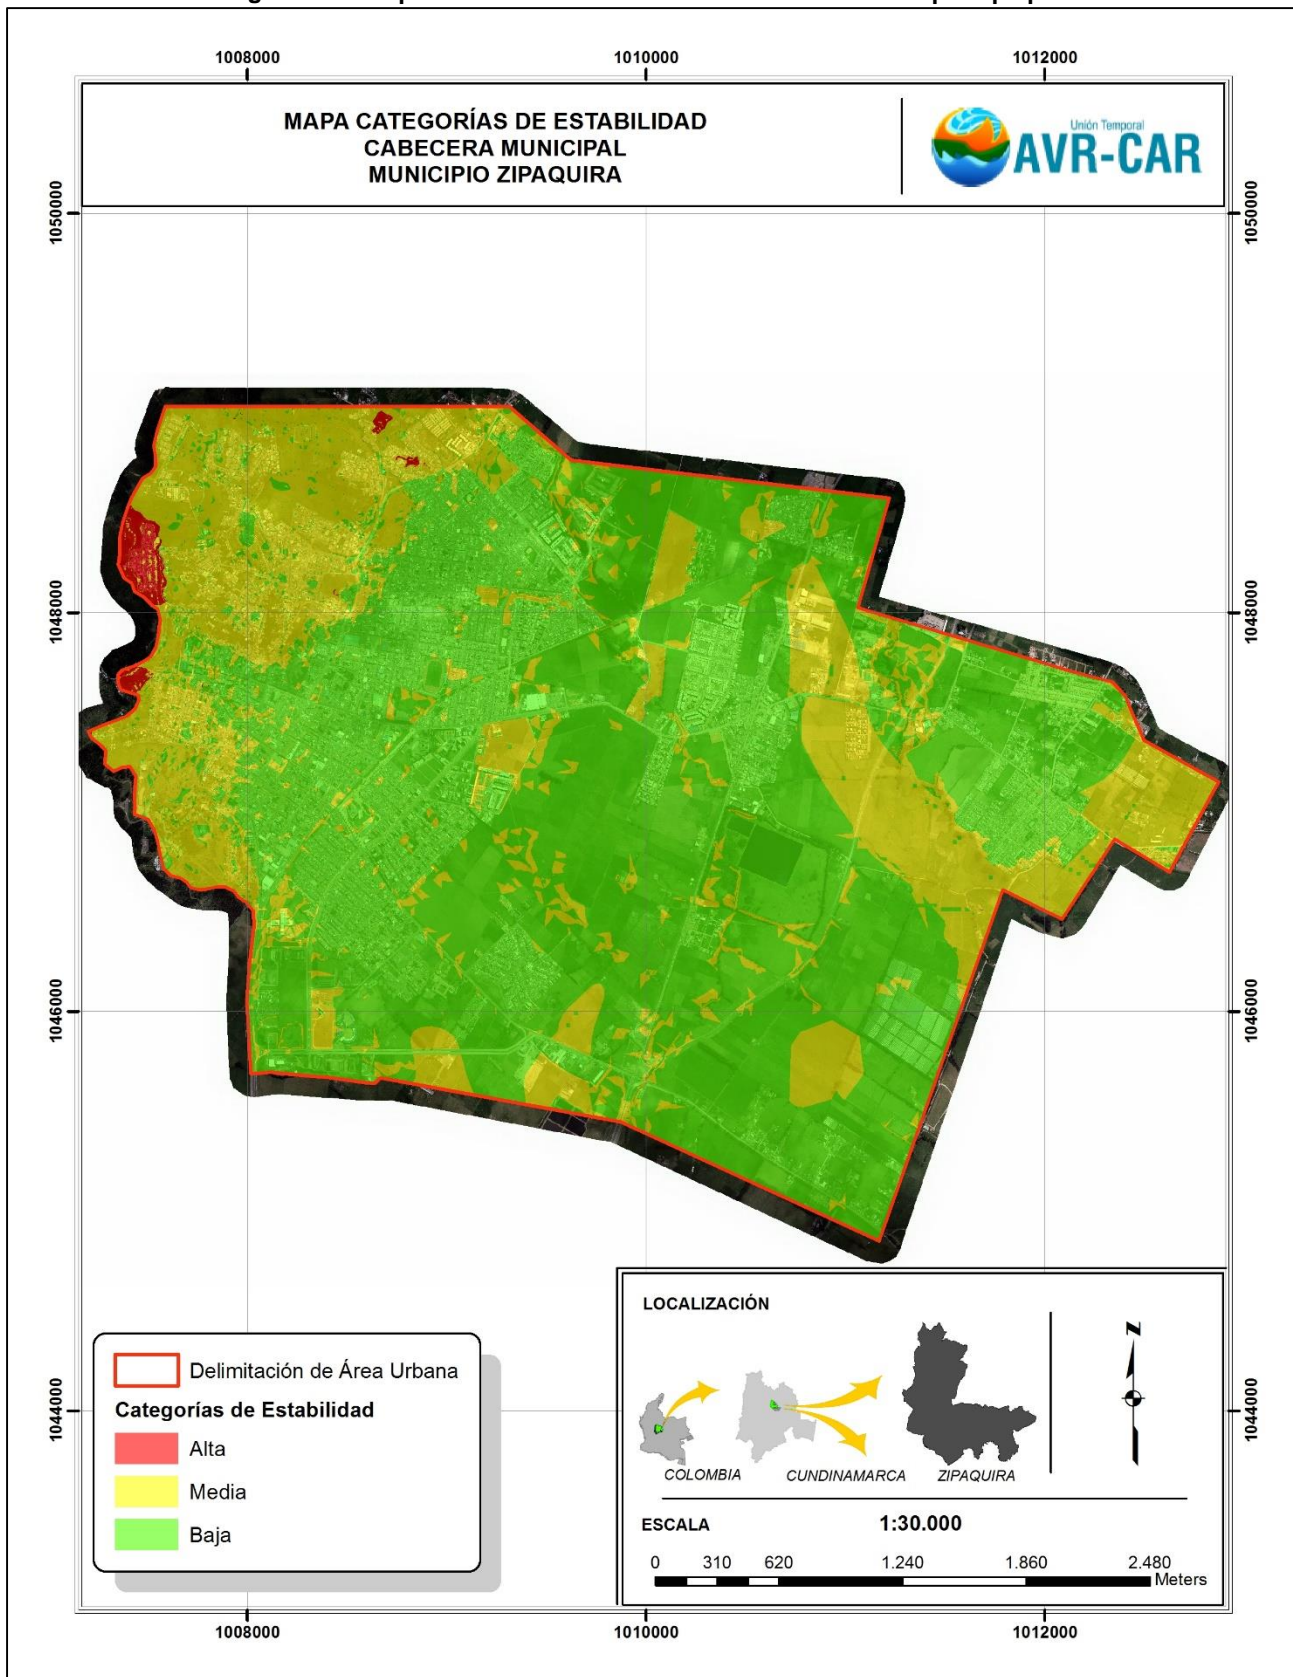 1008000 1010000 1012000
MAPA CATEGORÍAS DE ESTABILIDAD
CABECERA MUNICIPAL
MUNICIPIO ZIPAQUIRA
Unión Temporal
AVR-CAR
1050000 1050000
1048000 1048000
1046000 1046000
1044000 1044000
Delimitación de Área Urbana
Categorías de Estabilidad
Alta
Media
Baja
LOCALIZACIÓN
N
COLOMBIA CUNDINAMARCA ZIPAQUIRA
ESCALA 1:30.000
0 310 620 1.240 1.860 2.480
Meters
1008000 1010000 1012000